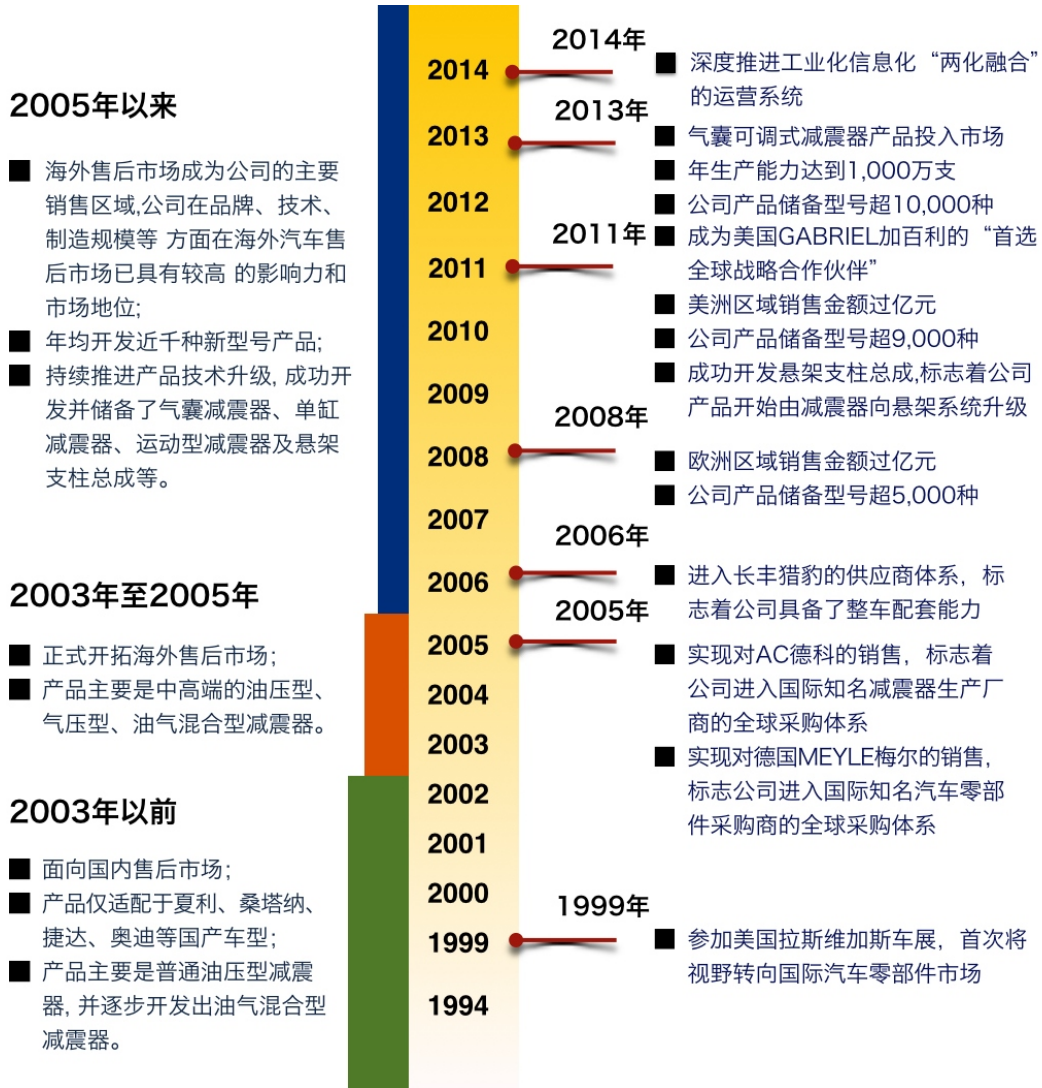 2005年以来
■ 海外售后市场成为公司的主要
销售区域,公司在品牌、技术、
制造规模等 方面在海外汽车售
后市场已具有较高 的影响力和
市场地位;
■ 年均开发近千种新型号产品;
■ 持续推进产品技术升级, 成功开
发并储备了气囊减震器、单缸
减震器、运动型减震器及悬架
支柱总成等。
2003年至2005年
■ 正式开拓海外售后市场;
■ 产品主要是中高端的油压型、
气压型、油气混合型减震器。
2003年以前
■ 面向国内售后市场;
■ 产品仅适配于夏利、桑塔纳、
捷达、奥迪等国产车型;
■ 产品主要是普通油压型减震
器, 并逐步开发出油气混合型
减震器。
2014
2013
2012
2011
2010
2009
2008
2007
2006
2005
2004
2003
2002
2001
2000
1999
1994
2014年
■ 深度推进工业化信息化“两化融合”
的运营系统
2013年
■ 气囊可调式减震器产品投入市场
■ 年生产能力达到1,000万支
■ 公司产品储备型号超10,000种
2011年
■ 成为美国GABRIEL加百利的“首选
全球战略合作伙伴”
■ 美洲区域销售金额过亿元
■ 公司产品储备型号超9,000种
■ 成功开发悬架支柱总成,标志着公司
产品开始由减震器向悬架系统升级
2008年
■ 欧洲区域销售金额过亿元
■ 公司产品储备型号超5,000种
2006年
■ 进入长丰猎豹的供应商体系，标
志着公司具备了整车配套能力
2005年
■ 实现对AC德科的销售，标志着
公司进入国际知名减震器生产厂
商的全球采购体系
■ 实现对德国MEYLE梅尔的销售，
标志公司进入国际知名汽车零部
件采购商的全球采购体系
1999年
■ 参加美国拉斯维加斯车展，首次将
视野转向国际汽车零部件市场